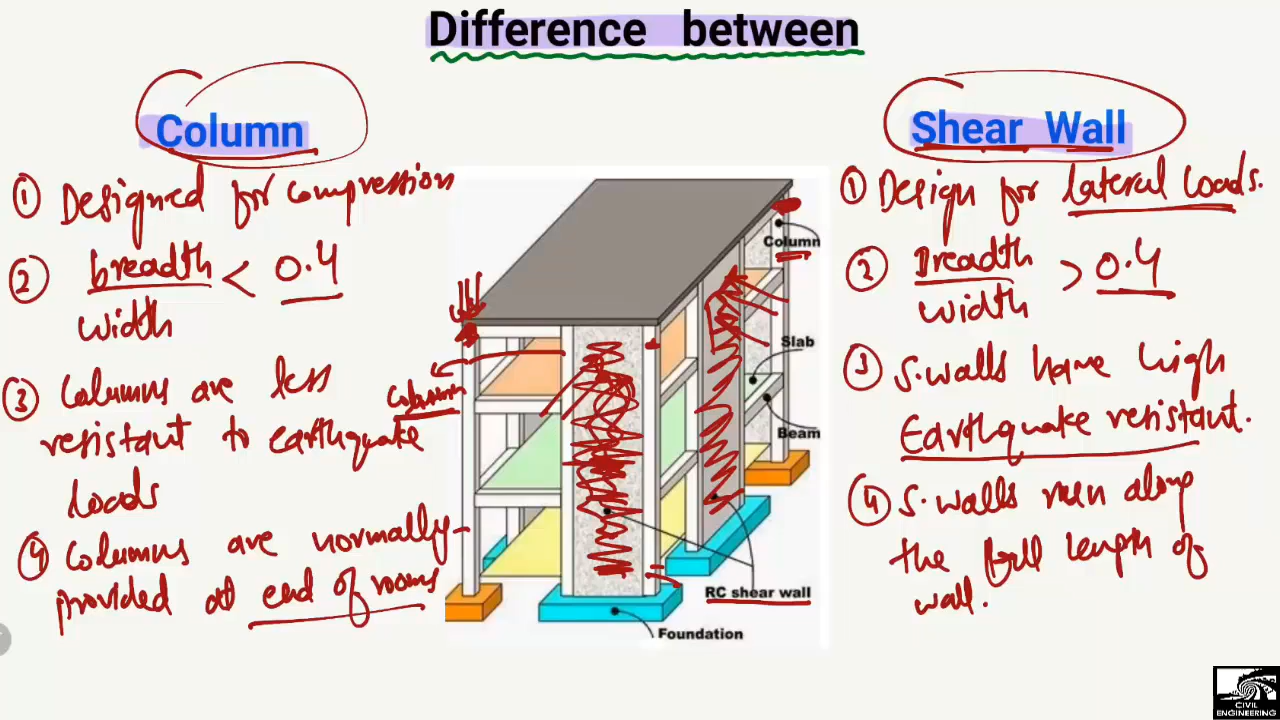 Difference between
Column
① Designed for compression
② breadth < 0.4
width
③ Columns are less
resistant to earthquake
loads
④ Columns are normally
provided at end of rooms
Column
Column
Slab
Beam
RC shear wall
Foundation
Shear Wall
① Design for lateral loads.
② Breadth > 0.4
width
③ S.walls have high
Earthquake resistant.
④ S.walls run along
the full length of
wall.
CIVIL
ENGINEERING